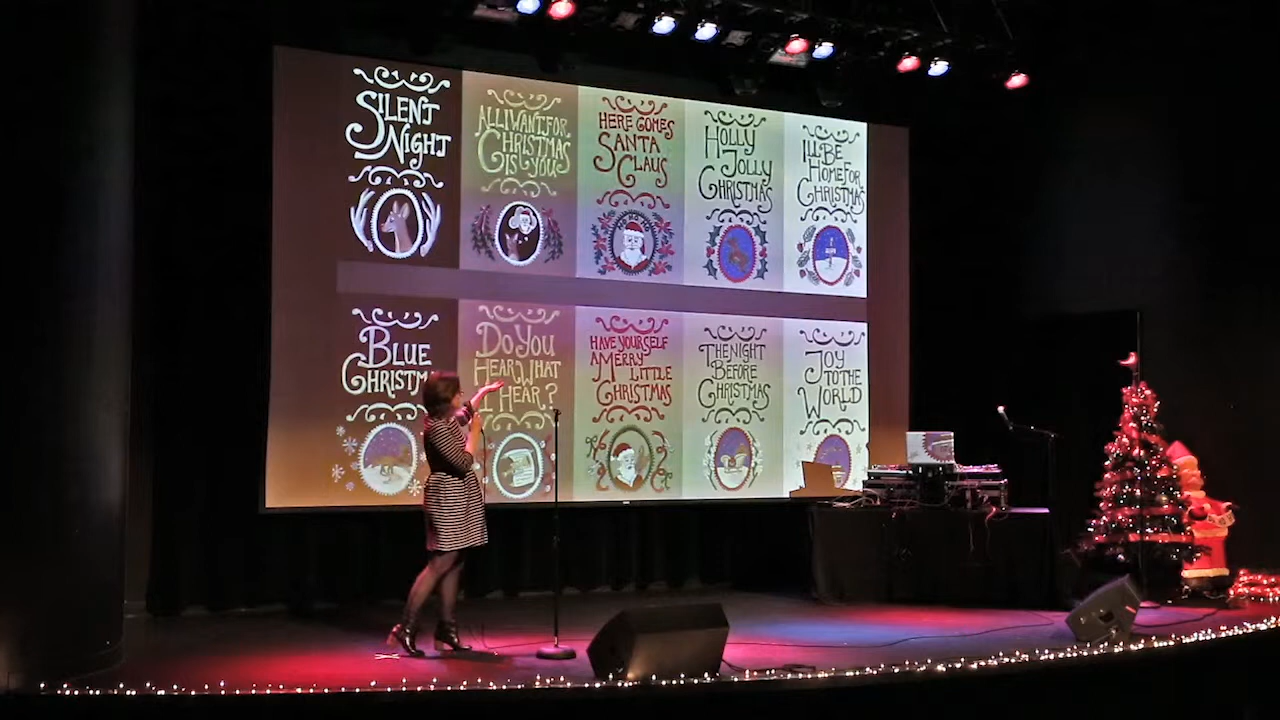 SILENT
NIGHT
ALL I WANT FOR
CHRISTMAS
IS YOU
HERE COMES
SANTA
CLAUS
HOLLY
JOLLY
CHRISTMAS
I'LL BE
HOME FOR
CHRISTMAS
BLUE
CHRISTM
DO YOU
HEAR WHAT
I HEAR?
HAVE YOURSELF
A MERRY
LITTLE
CHRISTMAS
THE NIGHT
BEFORE
CHRISTMAS
JOY
TO THE
WORLD